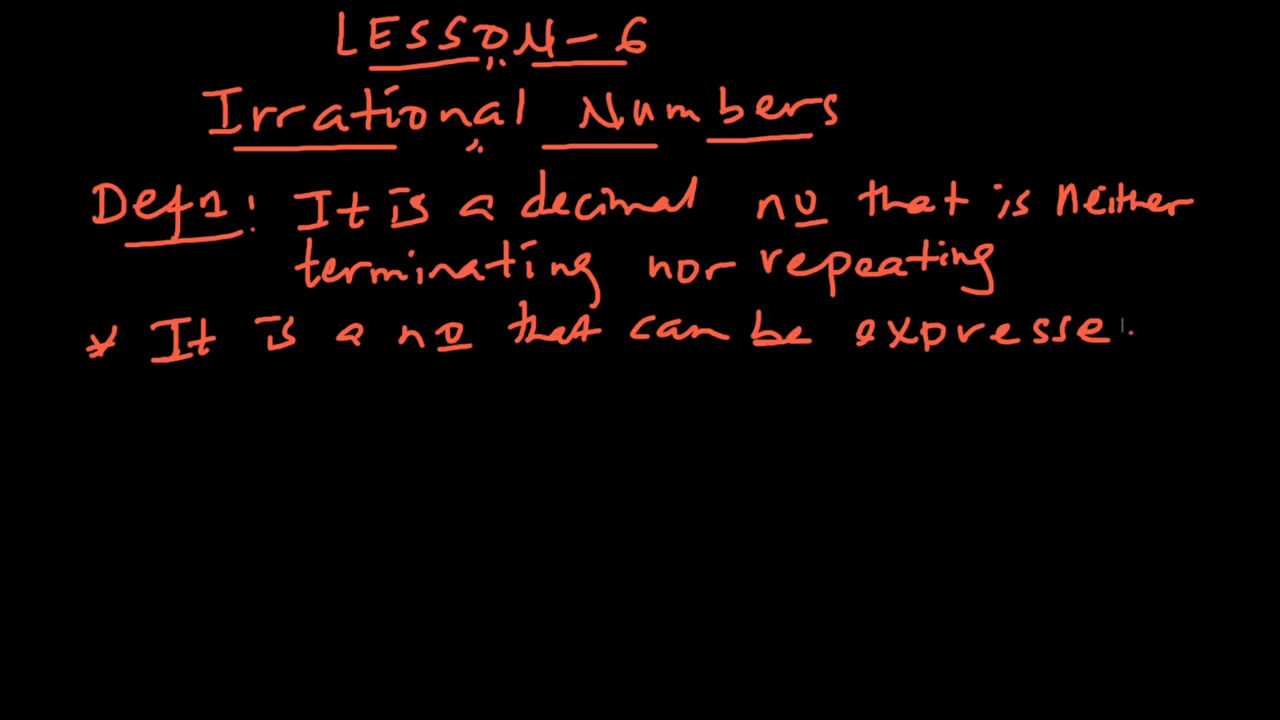 LESSON-6
Irrational Numbers
Defn: It is a decimal no that is neither
terminating nor repeating
* It is a no that can be expresse